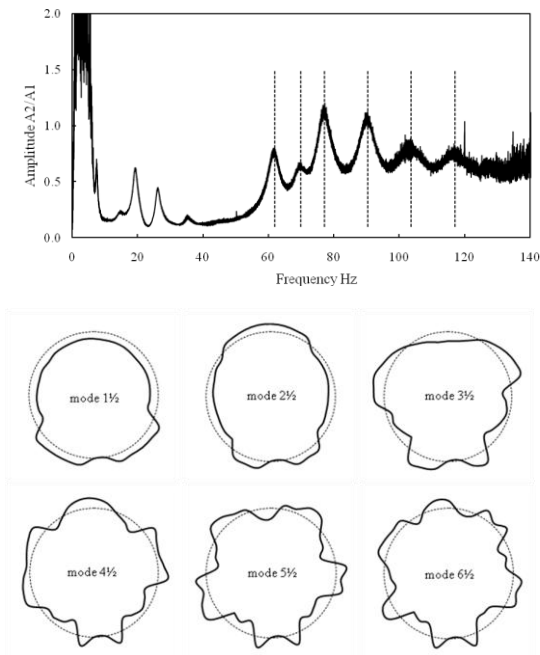 2.0
1.5
1.0
0.5
0.0
Amplitude A2/A1
0 20 40 60 80 100 120 140
Frequency Hz
mode 1½ mode 2½ mode 3½
mode 4½ mode 5½ mode 6½